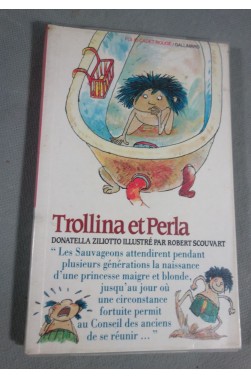 GALLIMARD
Trollina et Perla
DONATELLA ZILIOTTO ILLUSTRÉ PAR ROBERT SCOUVART
“Les Sauvageons attendirent pendant
plusieurs générations la naissance
d'une princesse maigre et blonde,
jusqu'au jour où
une circonstance
fortuite permit
au Conseil des anciens
de se réunir ...”